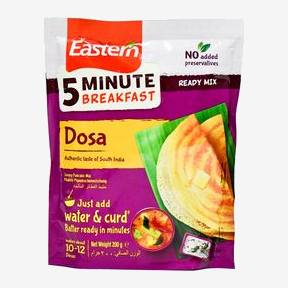 Eastern
NO added
preservatives
5 MINUTE
BREAKFAST
READY MIX
Dosa
Authentic taste of South India
Just add
water & curd*
Batter ready in minutes
10-12
Dosas
Net Weight 200 g